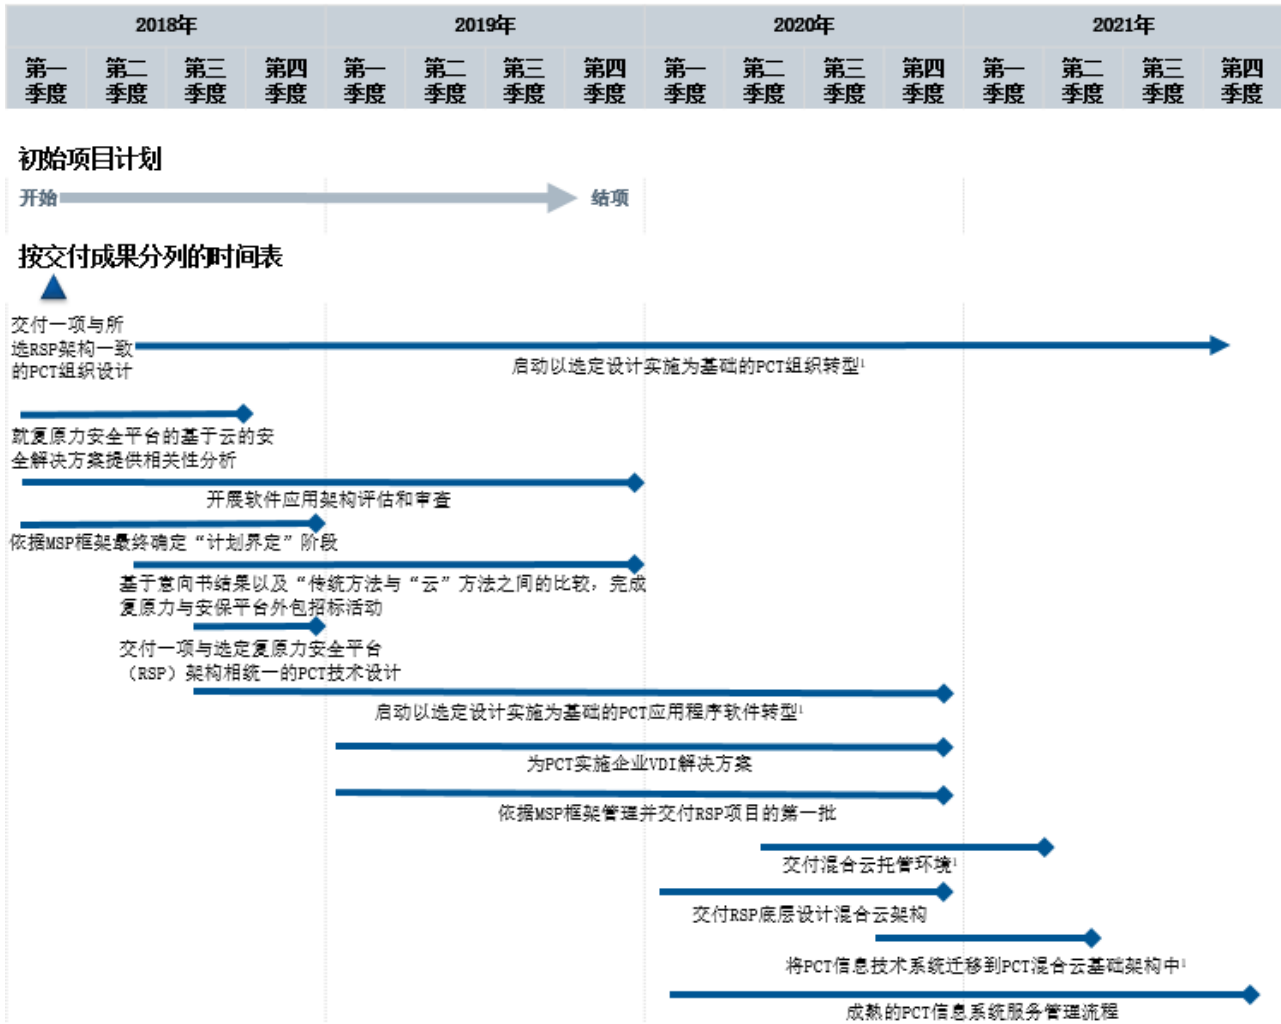 2018年 2019年 2020年 2021年
第一 第二 第三 第四 第一 第二 第三 第四 第一 第二 第三 第四 第一 第二 第三 第四
季度 季度 季度 季度 季度 季度 季度 季度 季度 季度 季度 季度 季度 季度 季度 季度
初始项目计划
开始 结项
按交付成果分列的时间表
交付一项与所
选RSP架构一致
的PCT组织设计
启动以选定设计实施为基础的PCT组织转型¹
就复原力安全平台的基于云的安
全解决方案提供相关性分析
开展软件应用架构评估和审查
依据MSP框架最终确定“计划界定”阶段
基于意向书结果以及“传统方法与“云”方法之间的比较，完成
复原力与安保平台外包招标活动
交付一项与选定复原力安全平台
（RSP）架构相统一的PCT技术设计
启动以选定设计实施为基础的PCT应用程序软件转型¹
为PCT实施企业VDI解决方案
依据MSP框架管理并交付RSP项目的第一批
交付混合云托管环境¹
交付RSP底层设计混合云架构
将PCT信息技术系统迁移到PCT混合云基础架构中¹
成熟的PCT信息系统服务管理流程